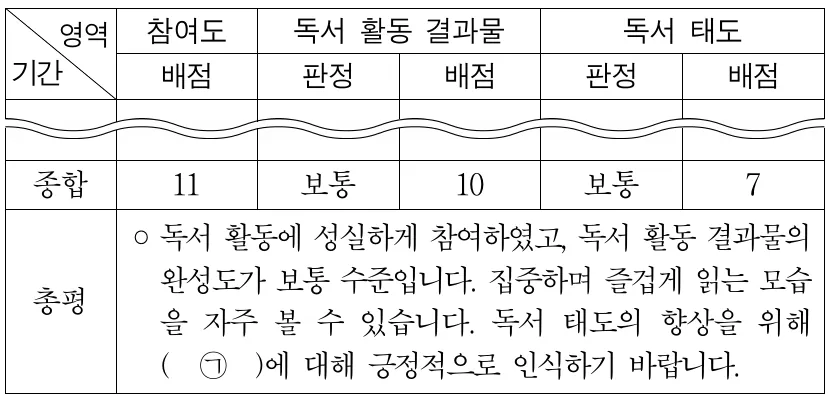 영역 참여도 독서 활동 결과물 독서 태도
기간 배점 판정 배점 판정 배점
종합 11 보통 10 보통 7
○ 독서 활동에 성실하게 참여하였고, 독서 활동 결과물의
완성도가 보통 수준입니다. 집중하며 즐겁게 읽는 모습
총평 을 자주 볼 수 있습니다. 독서 태도의 향상을 위해
( ㉠ )에 대해 긍정적으로 인식하기 바랍니다.